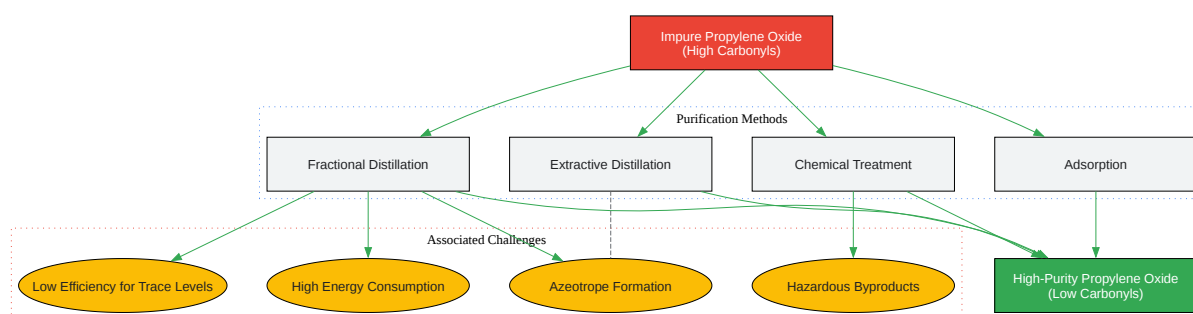 Impure Propylene Oxide
(High Carbonyls)
Purification Methods
Fractional Distillation
Extractive Distillation
Chemical Treatment
Adsorption
Associated Challenges
Low Efficiency for Trace Levels
High Energy Consumption
Azeotrope Formation
Hazardous Byproducts
High-Purity Propylene Oxide
(Low Carbonyls)